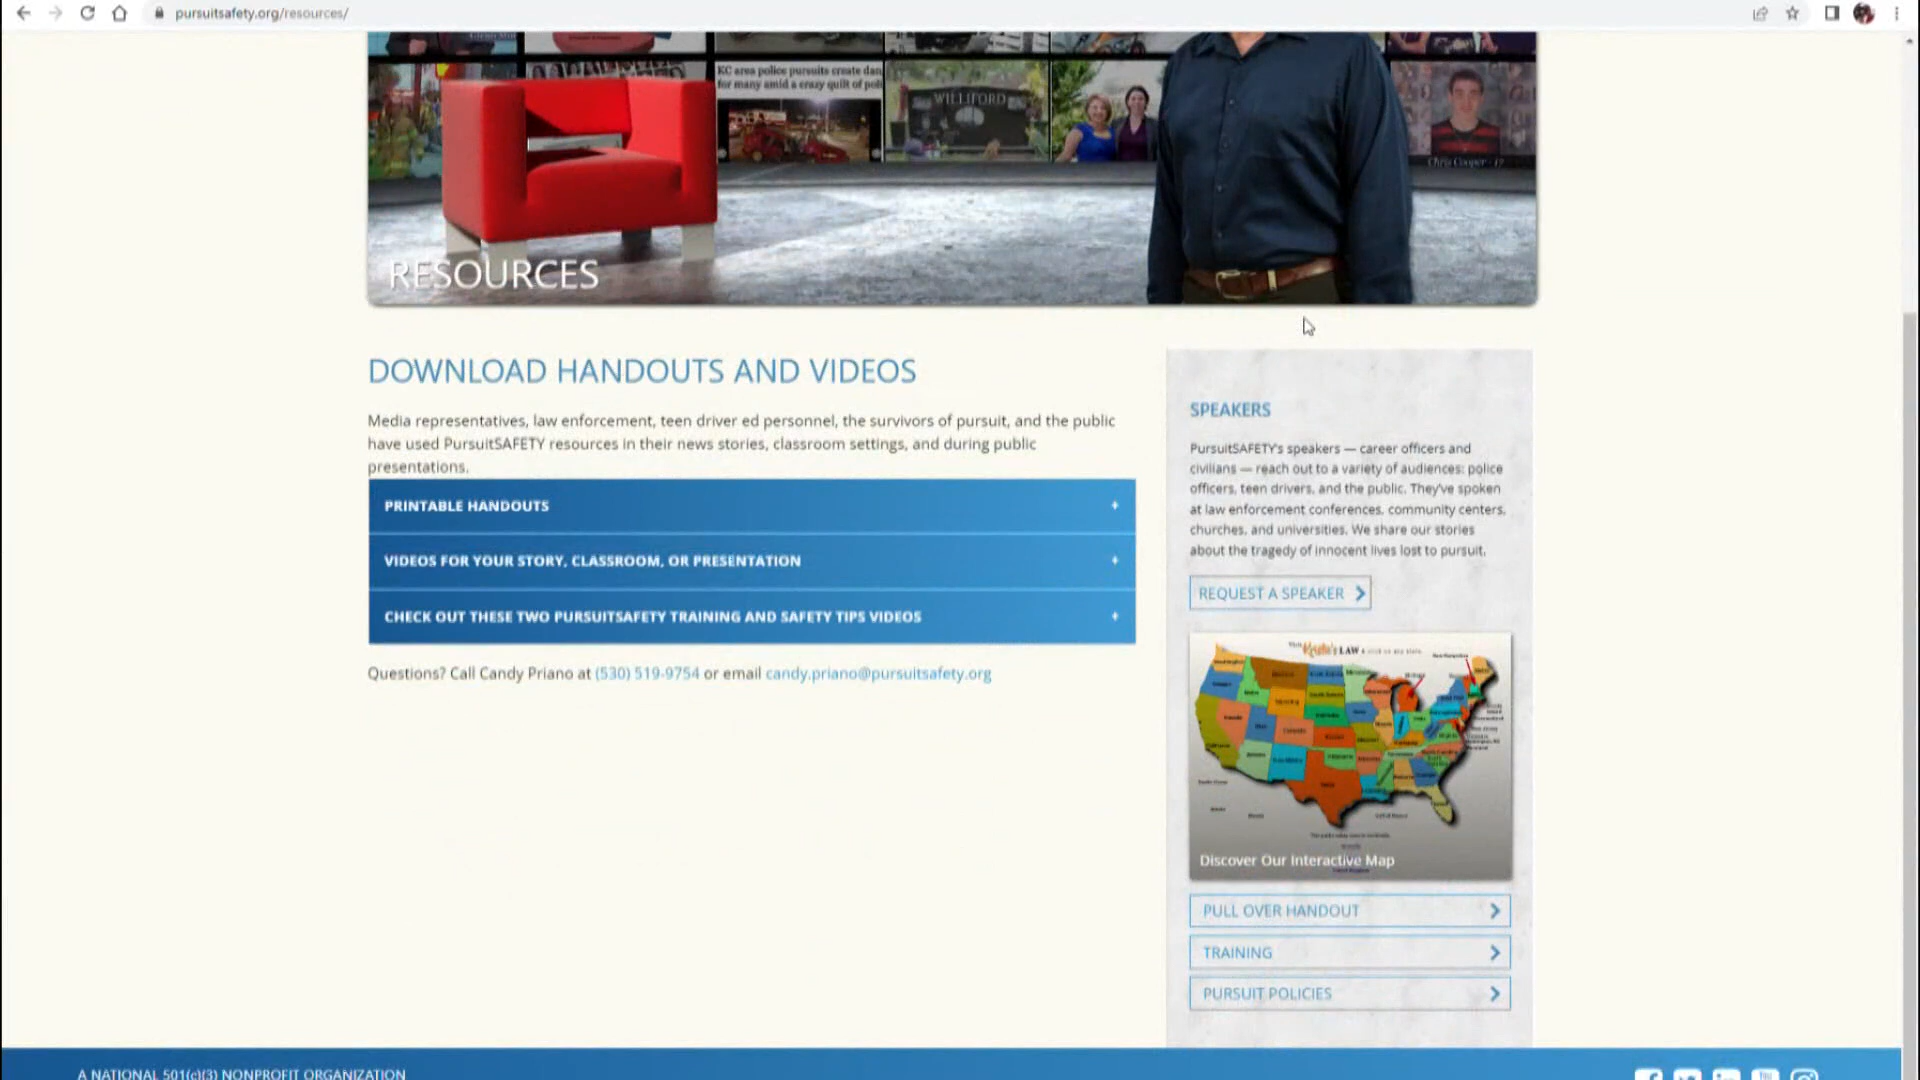 pursuitsafety.org/resources/
KC area police pursuits create dan
for many amid a crazy quilt of poli
WILLIFORD
Chris Cooper - 17
RESOURCES
DOWNLOAD HANDOUTS AND VIDEOS
Media representatives, law enforcement, teen driver ed personnel, the survivors of pursuit, and the public
have used PursuitSAFETY resources in their news stories, classroom settings, and during public
presentations.
PRINTABLE HANDOUTS +
VIDEOS FOR YOUR STORY, CLASSROOM, OR PRESENTATION +
CHECK OUT THESE TWO PURSUITSAFETY TRAINING AND SAFETY TIPS VIDEOS +
Questions? Call Candy Priano at (530) 519-9754 or email candy.priano@pursuitsafety.org
SPEAKERS
PursuitSAFETY's speakers — career officers and
civilians — reach out to a variety of audiences: police
officers, teen drivers, and the public. They've spoken
at law enforcement conferences, community centers,
churches, and universities. We share our stories
about the tragedy of innocent lives lost to pursuit.
REQUEST A SPEAKER
Kristie's LAW
Discover Our Interactive Map
PULL OVER HANDOUT
TRAINING
PURSUIT POLICIES
A NATIONAL 501(c)(3) NONPROFIT ORGANIZATION